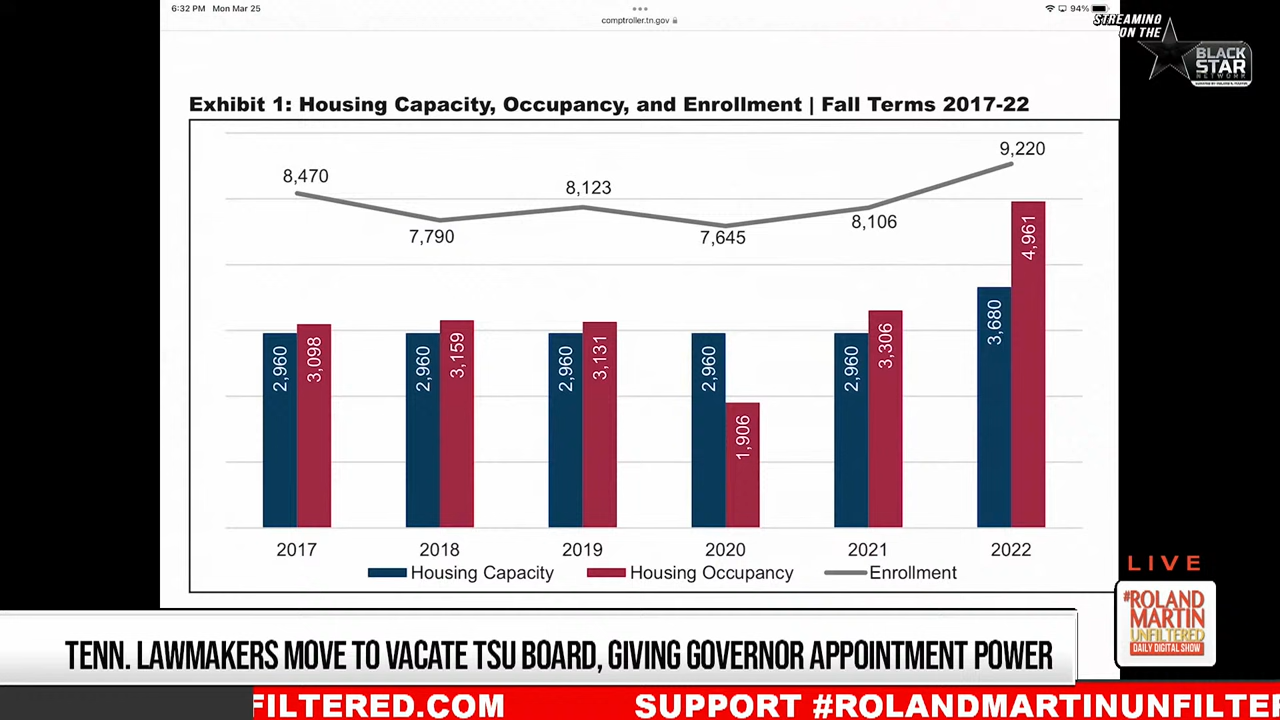 6:32 PM Mon Mar 25
comptroller.tn.gov
94%
STREAMING
ON THE
BLACK
STAR
NETWORK
Exhibit 1: Housing Capacity, Occupancy, and Enrollment | Fall Terms 2017-22
8,470
7,790
8,123
7,645
8,106
9,220
2,960
3,098
2,960
3,159
2,960
3,131
2,960
1,906
2,960
3,306
3,680
4,961
2017
2018
2019
2020
2021
2022
Housing Capacity
Housing Occupancy
Enrollment
LIVE
#ROLAND
MARTIN
UNFILTERED
DAILY DIGITAL SHOW
TENN. LAWMAKERS MOVE TO VACATE TSU BOARD, GIVING GOVERNOR APPOINTMENT POWER
FILTERED.COM SUPPORT #ROLANDMARTINUNFILTE